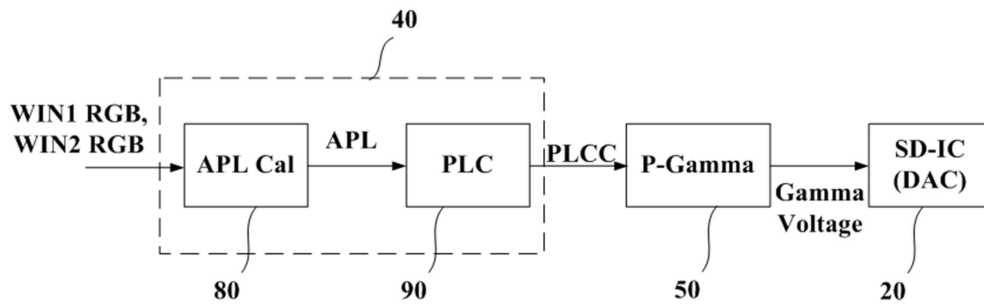 40
WIN1 RGB,
WIN2 RGB
APL Cal
APL
PLC
PLCC
P-Gamma
Gamma
Voltage
SD-IC
(DAC)
80
90
50
20